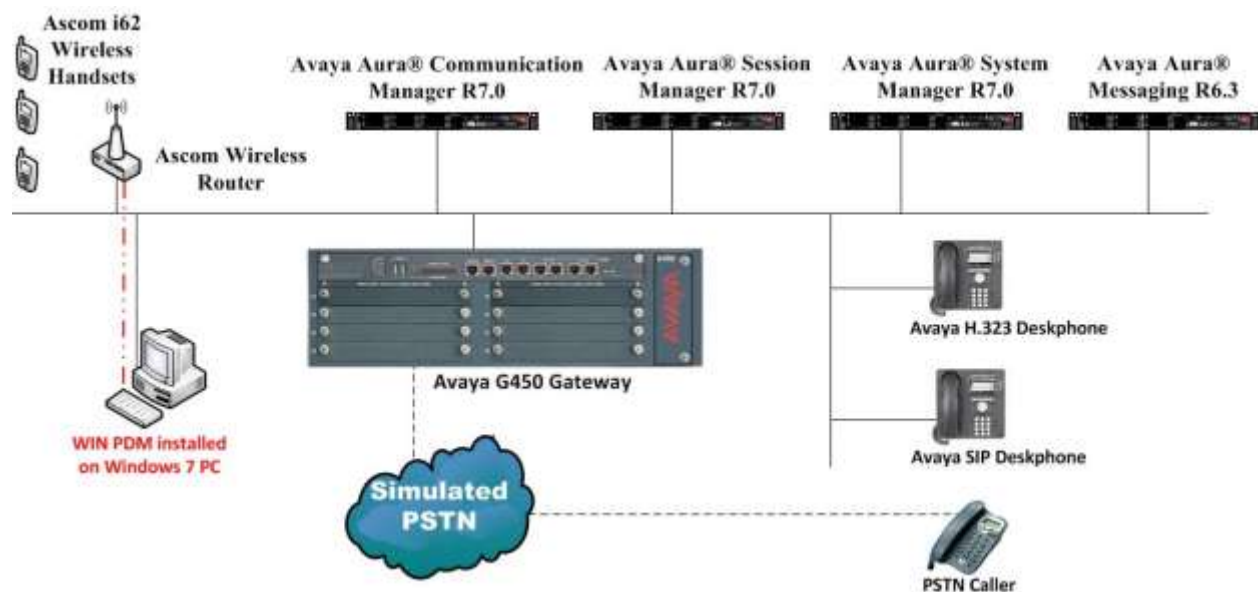 Ascom i62
Wireless
Handsets
Avaya Aura® Communication
Manager R7.0
Avaya Aura® Session
Manager R7.0
Avaya Aura® System
Manager R7.0
Avaya Aura®
Messaging R6.3
Ascom Wireless
Router
AVAYA
Avaya G450 Gateway
Avaya H.323 Deskphone
WIN PDM installed
on Windows 7 PC
Avaya SIP Deskphone
Simulated
PSTN
PSTN Caller